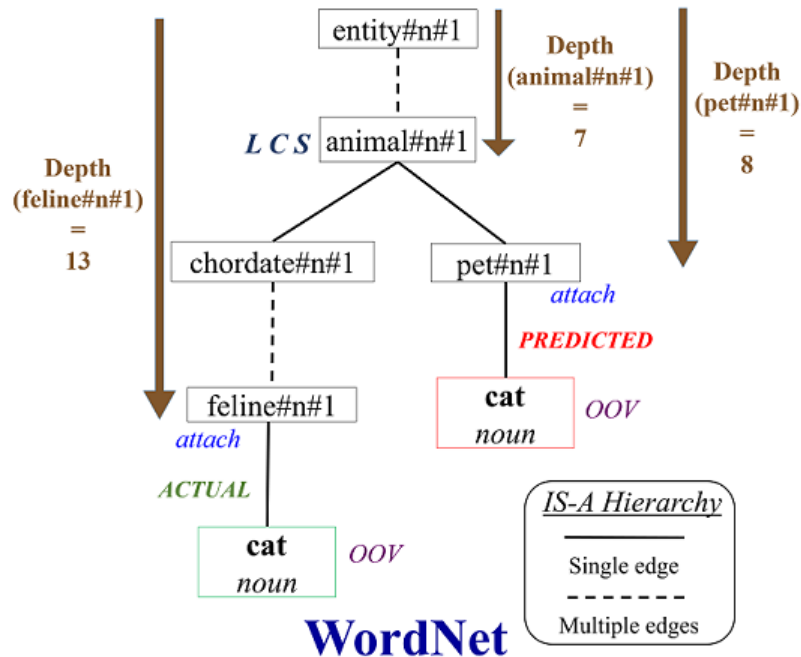 entity#n#1
Depth
(animal#n#1)
=
7
Depth
(pet#n#1)
=
8
L C S
animal#n#1
Depth
(feline#n#1)
=
13
chordate#n#1
pet#n#1
attach
PREDICTED
cat
noun
OOV
feline#n#1
attach
ACTUAL
cat
noun
OOV
IS-A Hierarchy
Single edge
Multiple edges
WordNet